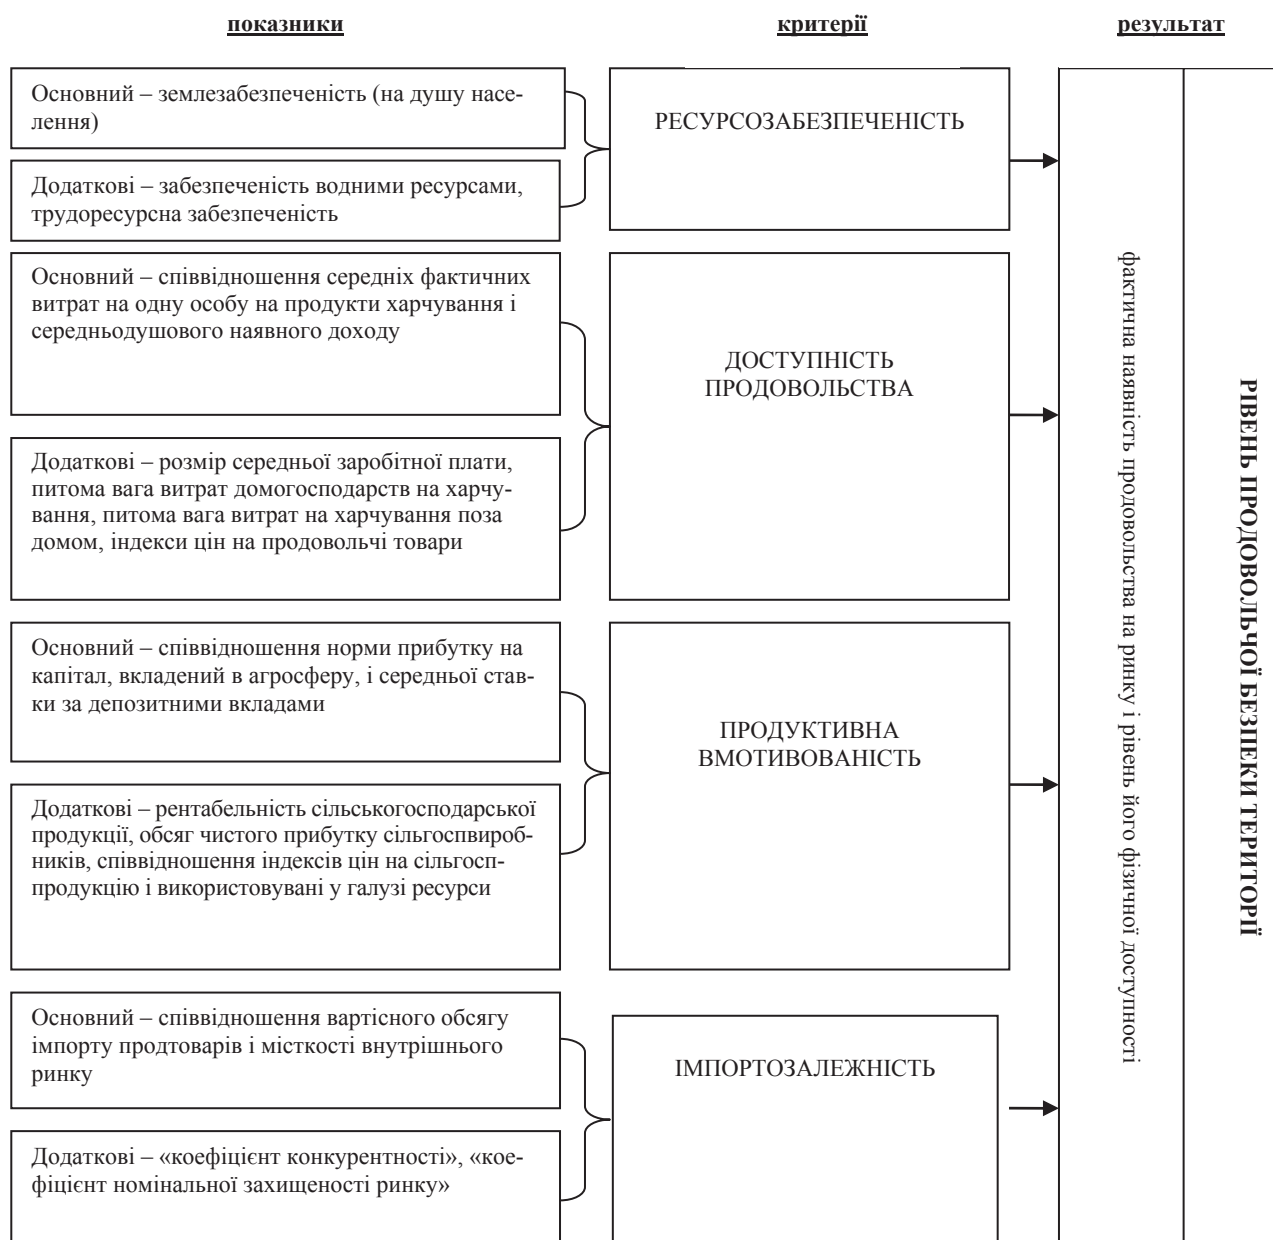 показники
критерії
результат
Основний – землезабезпеченість (на душу насе-
лення)
Додаткові – забезпеченість водними ресурсами,
трудоресурсна забезпеченість
РЕСУРСОЗАБЕЗПЕЧЕНІСТЬ
Основний – співвідношення середніх фактичних
витрат на одну особу на продукти харчування і
середньодушового наявного доходу
Додаткові – розмір середньої заробітної плати,
питома вага витрат домогосподарств на харчу-
вання, питома вага витрат на харчування поза
домом, індекси цін на продовольчі товари
ДОСТУПНІСТЬ
ПРОДОВОЛЬСТВА
Основний – співвідношення норми прибутку на
капітал, вкладений в агросферу, і середньої став-
ки за депозитними вкладами
Додаткові – рентабельність сільськогосподарської
продукції, обсяг чистого прибутку сільгоспвироб-
ників, співвідношення індексів цін на сільгосп-
продукцію і використовувані у галузі ресурси
ПРОДУКТИВНА
ВМОТИВОВАНІСТЬ
Основний – співвідношення вартісного обсягу
імпорту продтоварів і місткості внутрішнього
ринку
Додаткові – «коефіцієнт конкурентності», «кое-
фіцієнт номінальної захищеності ринку»
ІМПОРТОЗАЛЕЖНІСТЬ
фактична наявність продовольства на ринку і рівень його фізичної доступності
РІВЕНЬ ПРОДОВОЛЬЧОЇ БЕЗПЕКИ ТЕРИТОРІЇ